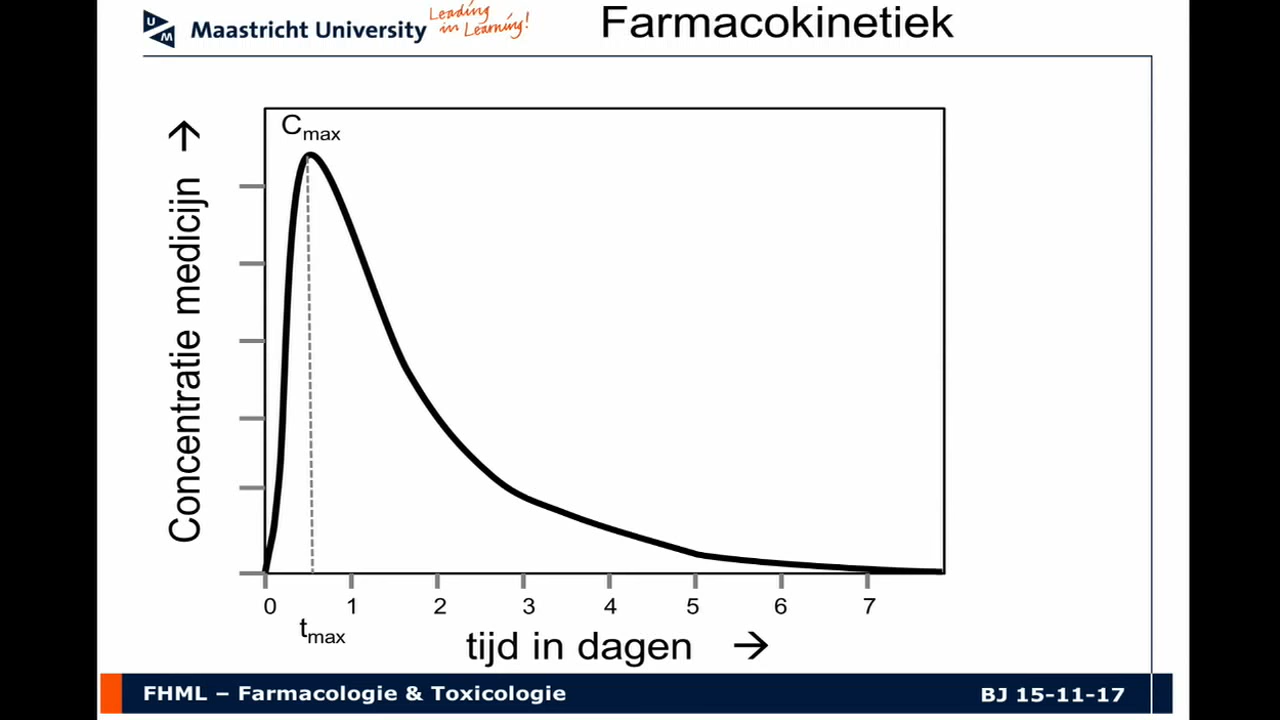 UM
Maastricht University
Leading
in Learning!
Farmacokinetiek
Cmax
Concentratie medicijn →
0 1 2 3 4 5 6 7
tmax
tijd in dagen →
FHML – Farmacologie & Toxicologie
BJ 15-11-17